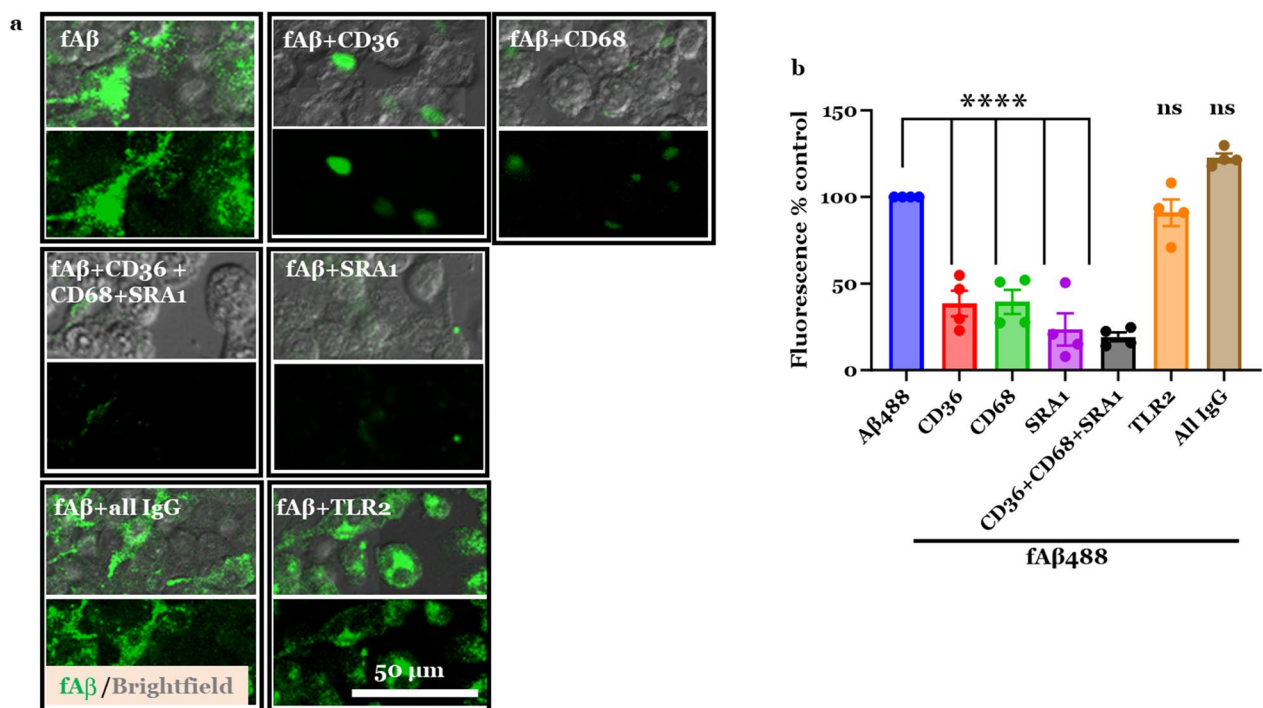 a
fAβ
fAβ+CD36
fAβ+CD68
fAβ+CD36 +
CD68+SRA1
fAβ+SRA1
fAβ+all IgG
fAβ+TLR2
50 µm
fAβ/Brightfield
b
Fluorescence % control
150
100
50
0
****
ns
ns
Aβ488
CD36
CD68
SRA1
CD36+CD68+SRA1
TLR2
All IgG
fAβ488